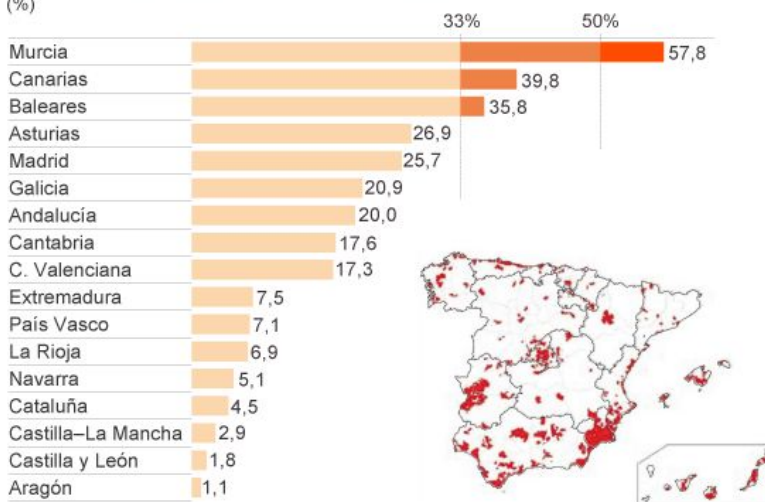 (%)
33% 50%
Murcia 57,8
Canarias 39,8
Baleares 35,8
Asturias 26,9
Madrid 25,7
Galicia 20,9
Andalucía 20,0
Cantabria 17,6
C. Valenciana 17,3
Extremadura 7,5
País Vasco 7,1
La Rioja 6,9
Navarra 5,1
Cataluña 4,5
Castilla–La Mancha 2,9
Castilla y León 1,8
Aragón 1,1